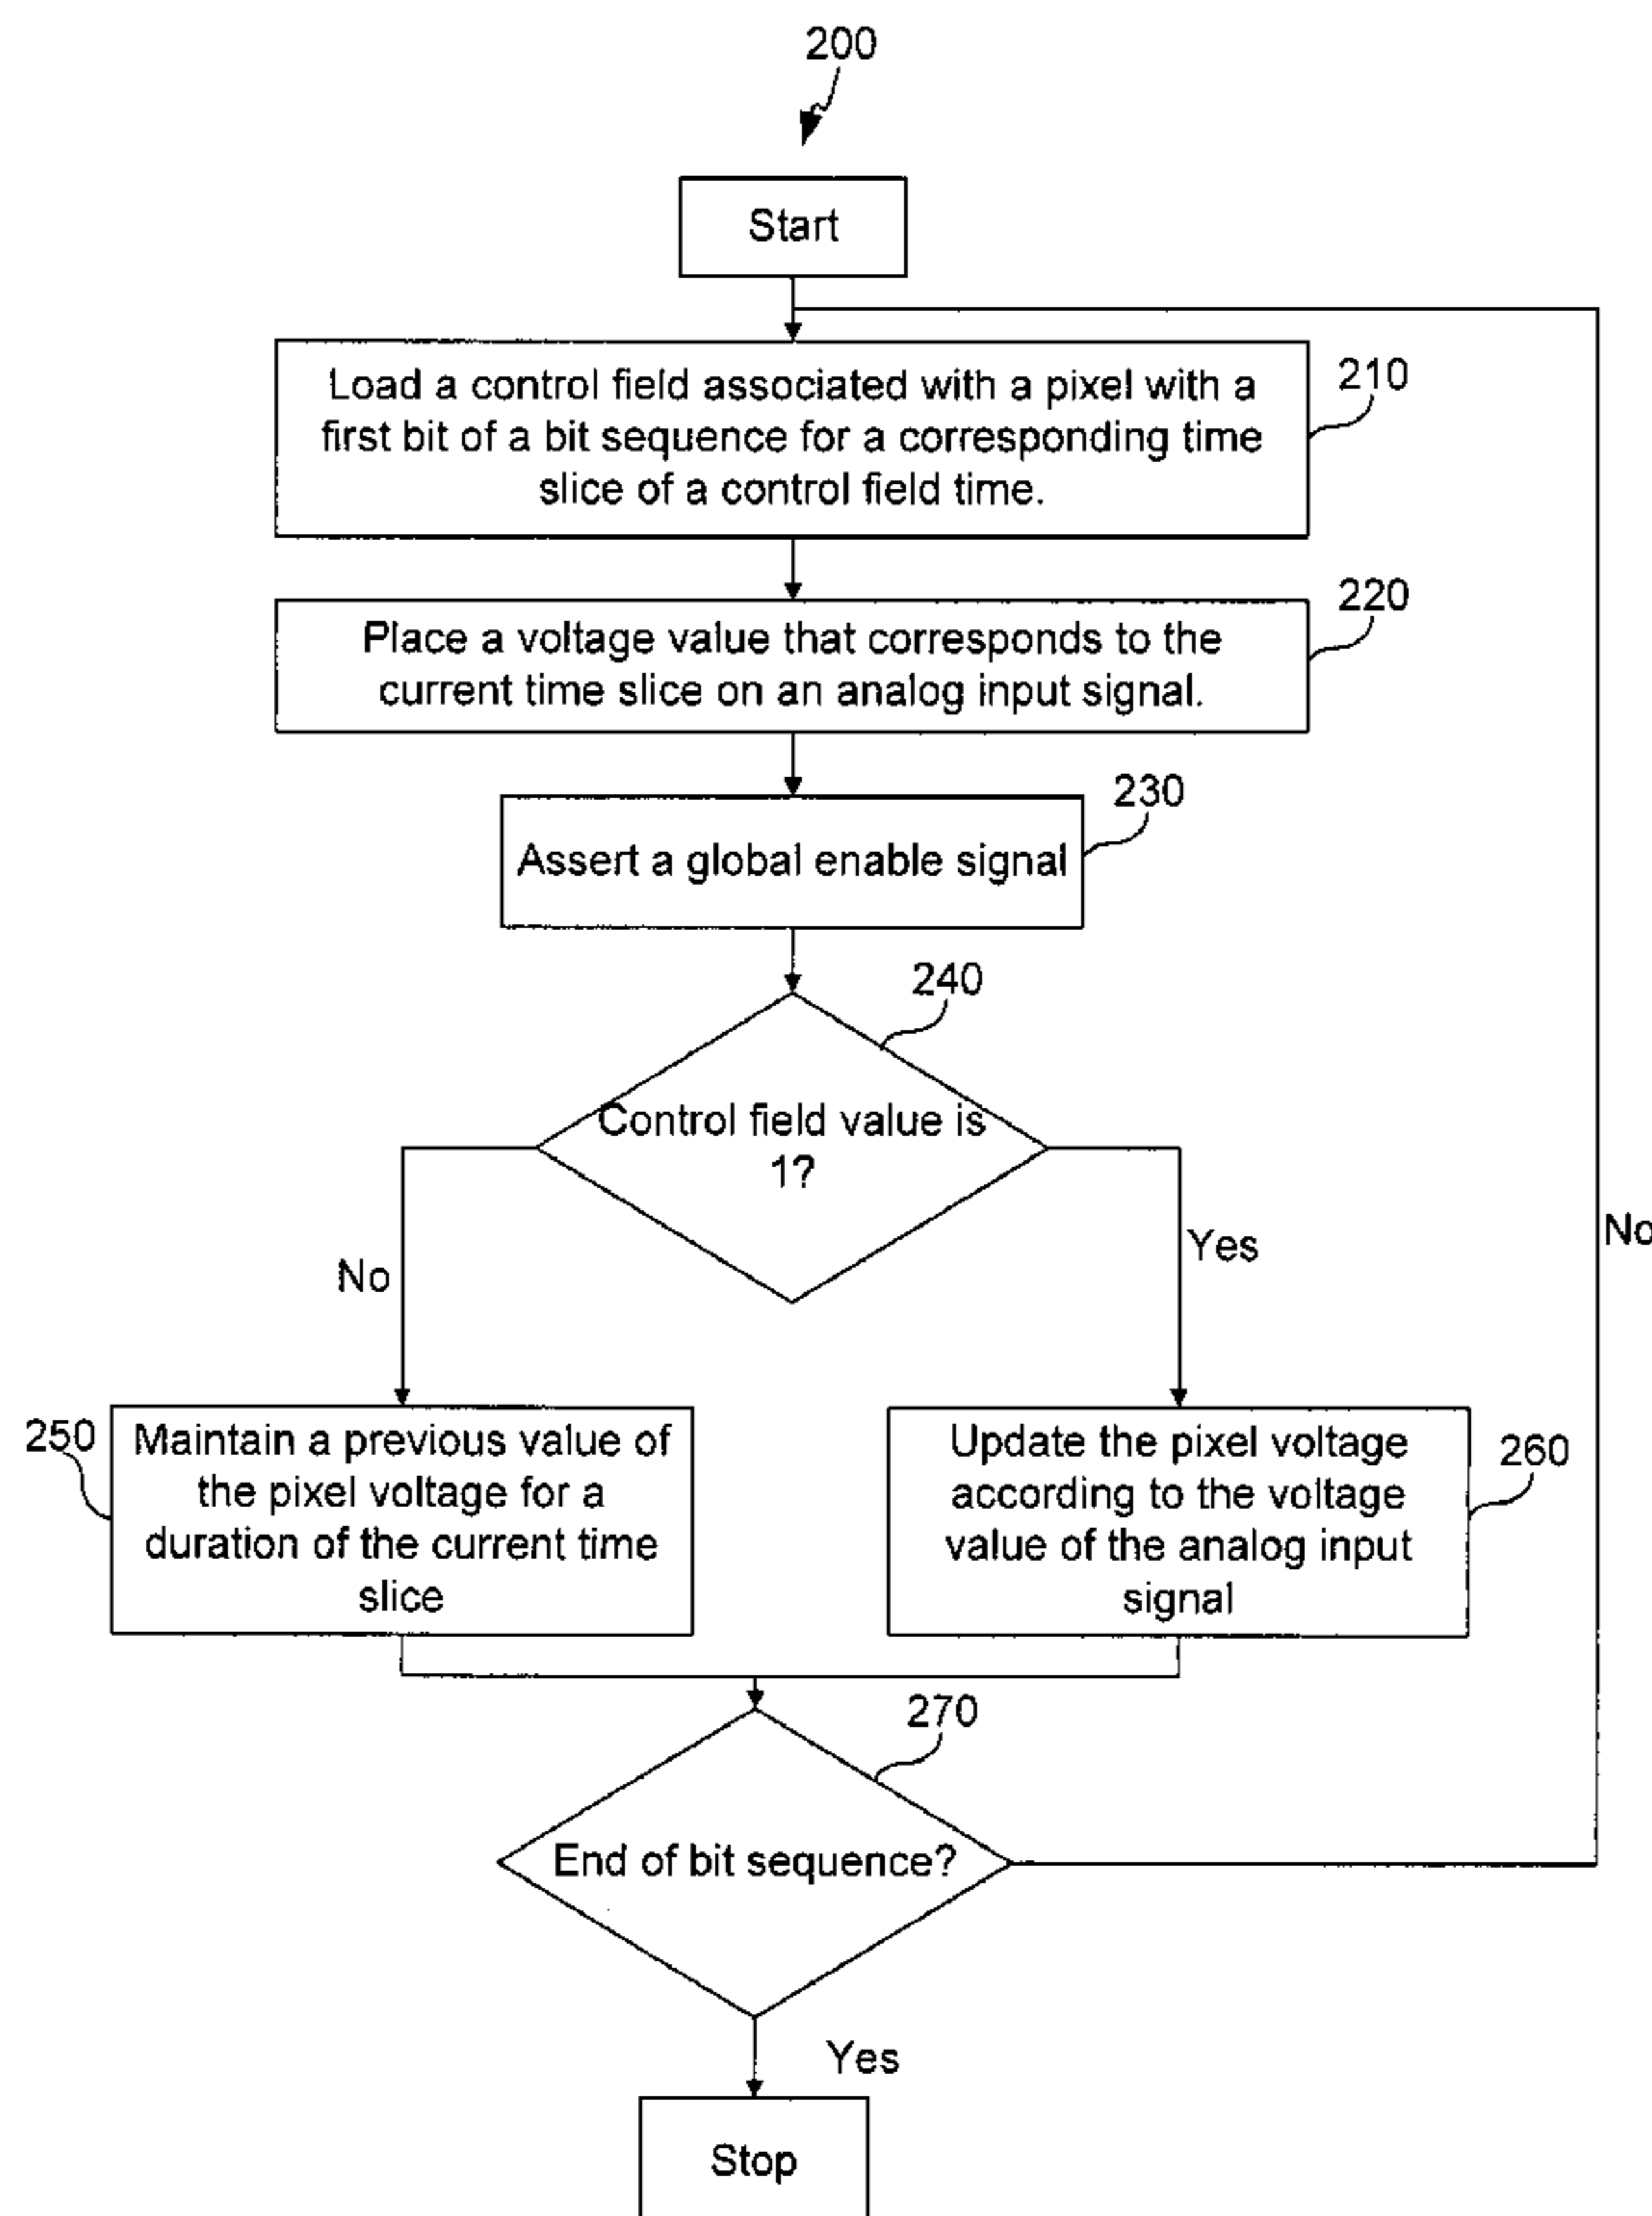 200
Start
Load a control field associated with a pixel with a
first bit of a bit sequence for a corresponding time
slice of a control field time.
210
Place a voltage value that corresponds to the
current time slice on an analog input signal.
220
Assert a global enable signal
230
240
Control field value is
1?
No
Yes
No
250
Maintain a previous value of
the pixel voltage for a
duration of the current time
slice
Update the pixel voltage
according to the voltage
value of the analog input
signal
260
270
End of bit sequence?
Yes
Stop